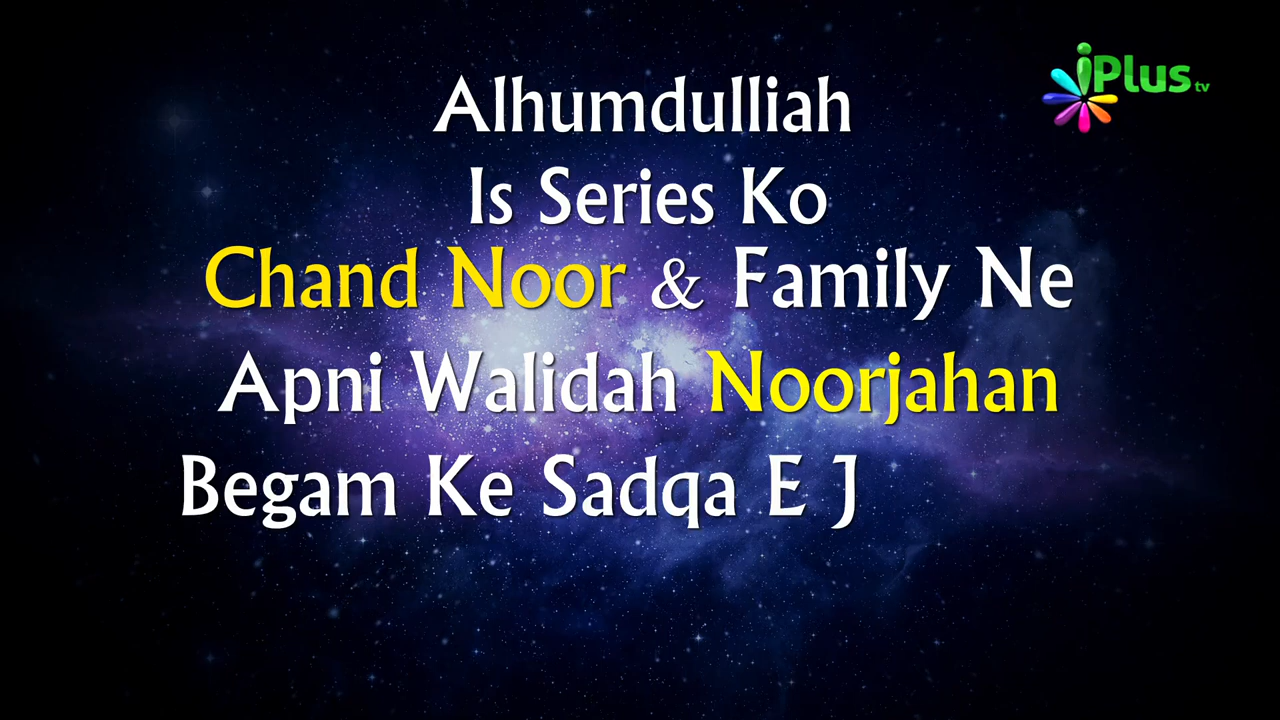 iPlus tv
Alhumdulliah
Is Series Ko
Chand Noor & Family Ne
Apni Walidah Noorjahan
Begam Ke Sadqa E J